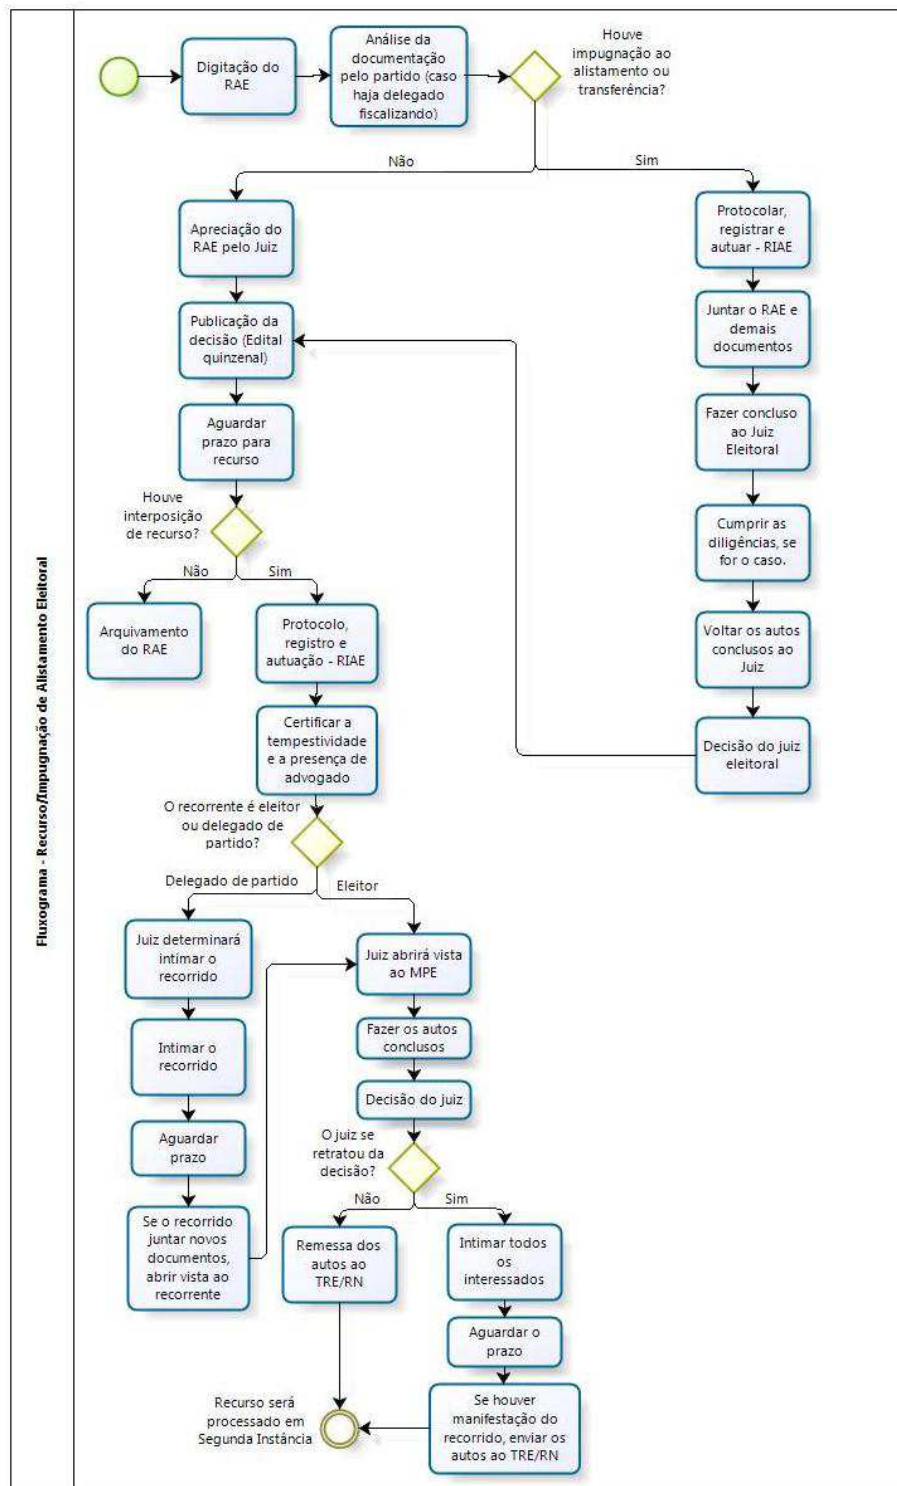 Fluxograma - Recurso/Impugnação de Alistamento Eleitoral
Digitação do
RAE
Análise da
documentação
pelo partido (caso
haja delegado
fiscalizando)
Houve
impugnação ao
alistamento ou
transferência?
Não
Sim
Apreciação do
RAE pelo Juiz
Publicação da
decisão (Edital
quinzenal)
Aguardar
prazo para
recurso
Houve
interposição
de recurso?
Não
Sim
Arquivamento
do RAE
Protocolo,
registro e
autuação - RIAE
Certificar a
tempestividade
e a presença de
advogado
Protocolar,
registrar e
autuar - RIAE
Juntar o RAE e
demais
documentos
Fazer concluso
ao Juiz
Eleitoral
Cumprir as
diligências, se
for o caso.
Voltar os autos
conclusos ao
Juiz
Decisão do juiz
eleitoral
O recorrente é eleitor
ou delegado de
partido?
Delegado de partido
Eleitor
Juiz determinará
intimar o
recorrido
Intimar o
recorrido
Aguardar
prazo
Se o recorrido
juntar novos
documentos,
abrir vista ao
recorrente
Juiz abrirá vista
ao MPE
Fazer os autos
conclusos
Decisão do juiz
O juiz se
retratou da
decisão?
Não
Sim
Remessa dos
autos ao
TRE/RN
Intimar todos
os
interessados
Aguardar o
prazo
Se houver
manifestação do
recorrido, enviar os
autos ao TRE/RN
Recurso será
processado em
Segunda Instância